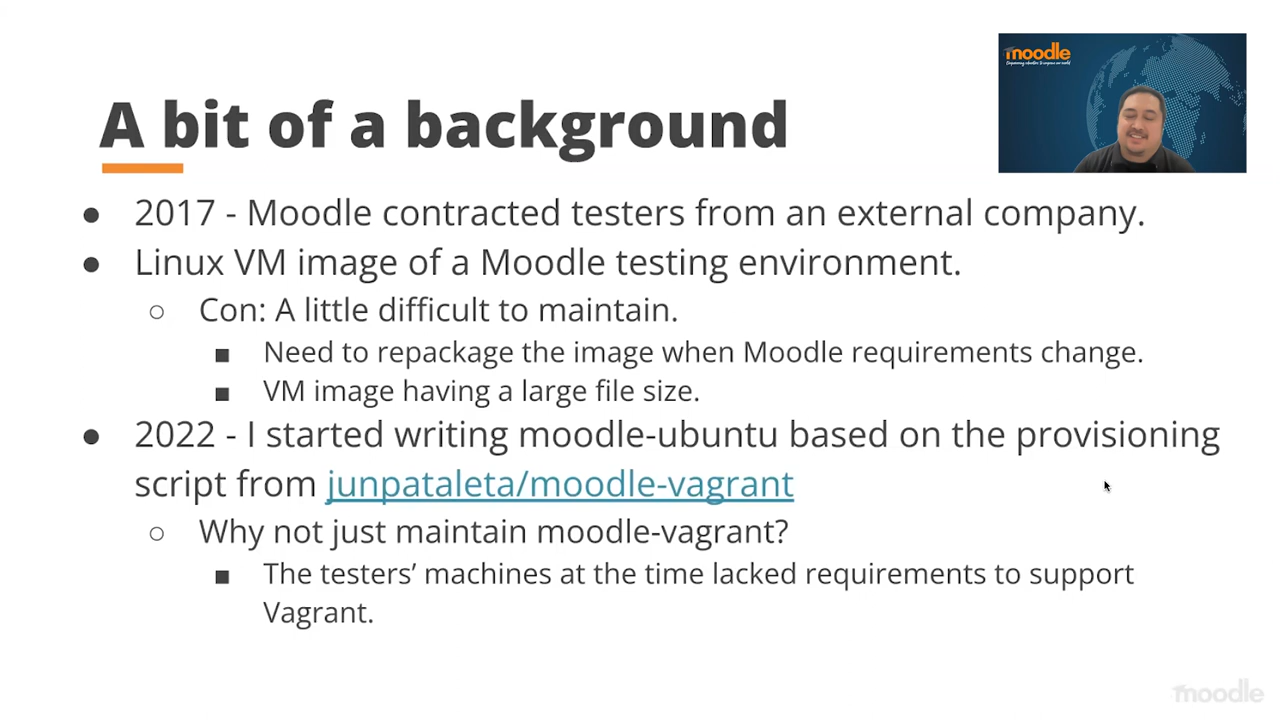 moodle
A bit of a background
● 2017 - Moodle contracted testers from an external company.
● Linux VM image of a Moodle testing environment.
○ Con: A little difficult to maintain.
■ Need to repackage the image when Moodle requirements change.
■ VM image having a large file size.
● 2022 - I started writing moodle-ubuntu based on the provisioning
script from junpataleta/moodle-vagrant
○ Why not just maintain moodle-vagrant?
■ The testers’ machines at the time lacked requirements to support
Vagrant.
moodle